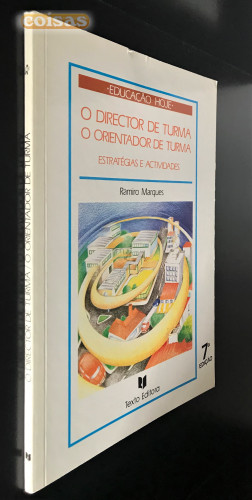 coisas
-EDUCAÇÃO HOJE-
O DIRECTOR DE TURMA
O ORIENTADOR DE TURMA
ESTRATÉGIAS E ACTIVIDADES
Ramiro Marques
7ª
EDIÇÃO
Texto Editora
O DIRECTOR DE TURMA • O ORIENTADOR DE TURMA